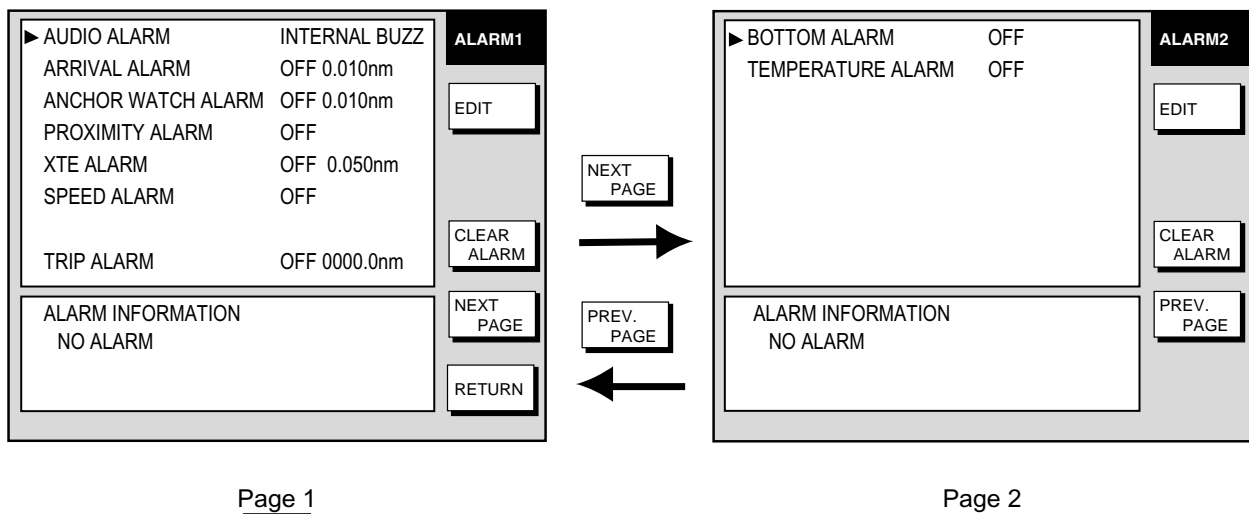 AUDIO ALARM INTERNAL BUZZ
ARRIVAL ALARM OFF 0.010nm
ANCHOR WATCH ALARM OFF 0.010nm
PROXIMITY ALARM OFF
XTE ALARM OFF 0.050nm
SPEED ALARM OFF
TRIP ALARM OFF 0000.0nm
ALARM INFORMATION
NO ALARM
ALARM1
EDIT
CLEAR
ALARM
NEXT
PAGE
RETURN
NEXT
PAGE
PREV.
PAGE
BOTTOM ALARM OFF
TEMPERATURE ALARM OFF
ALARM INFORMATION
NO ALARM
ALARM2
EDIT
CLEAR
ALARM
PREV.
PAGE
Page 1
Page 2